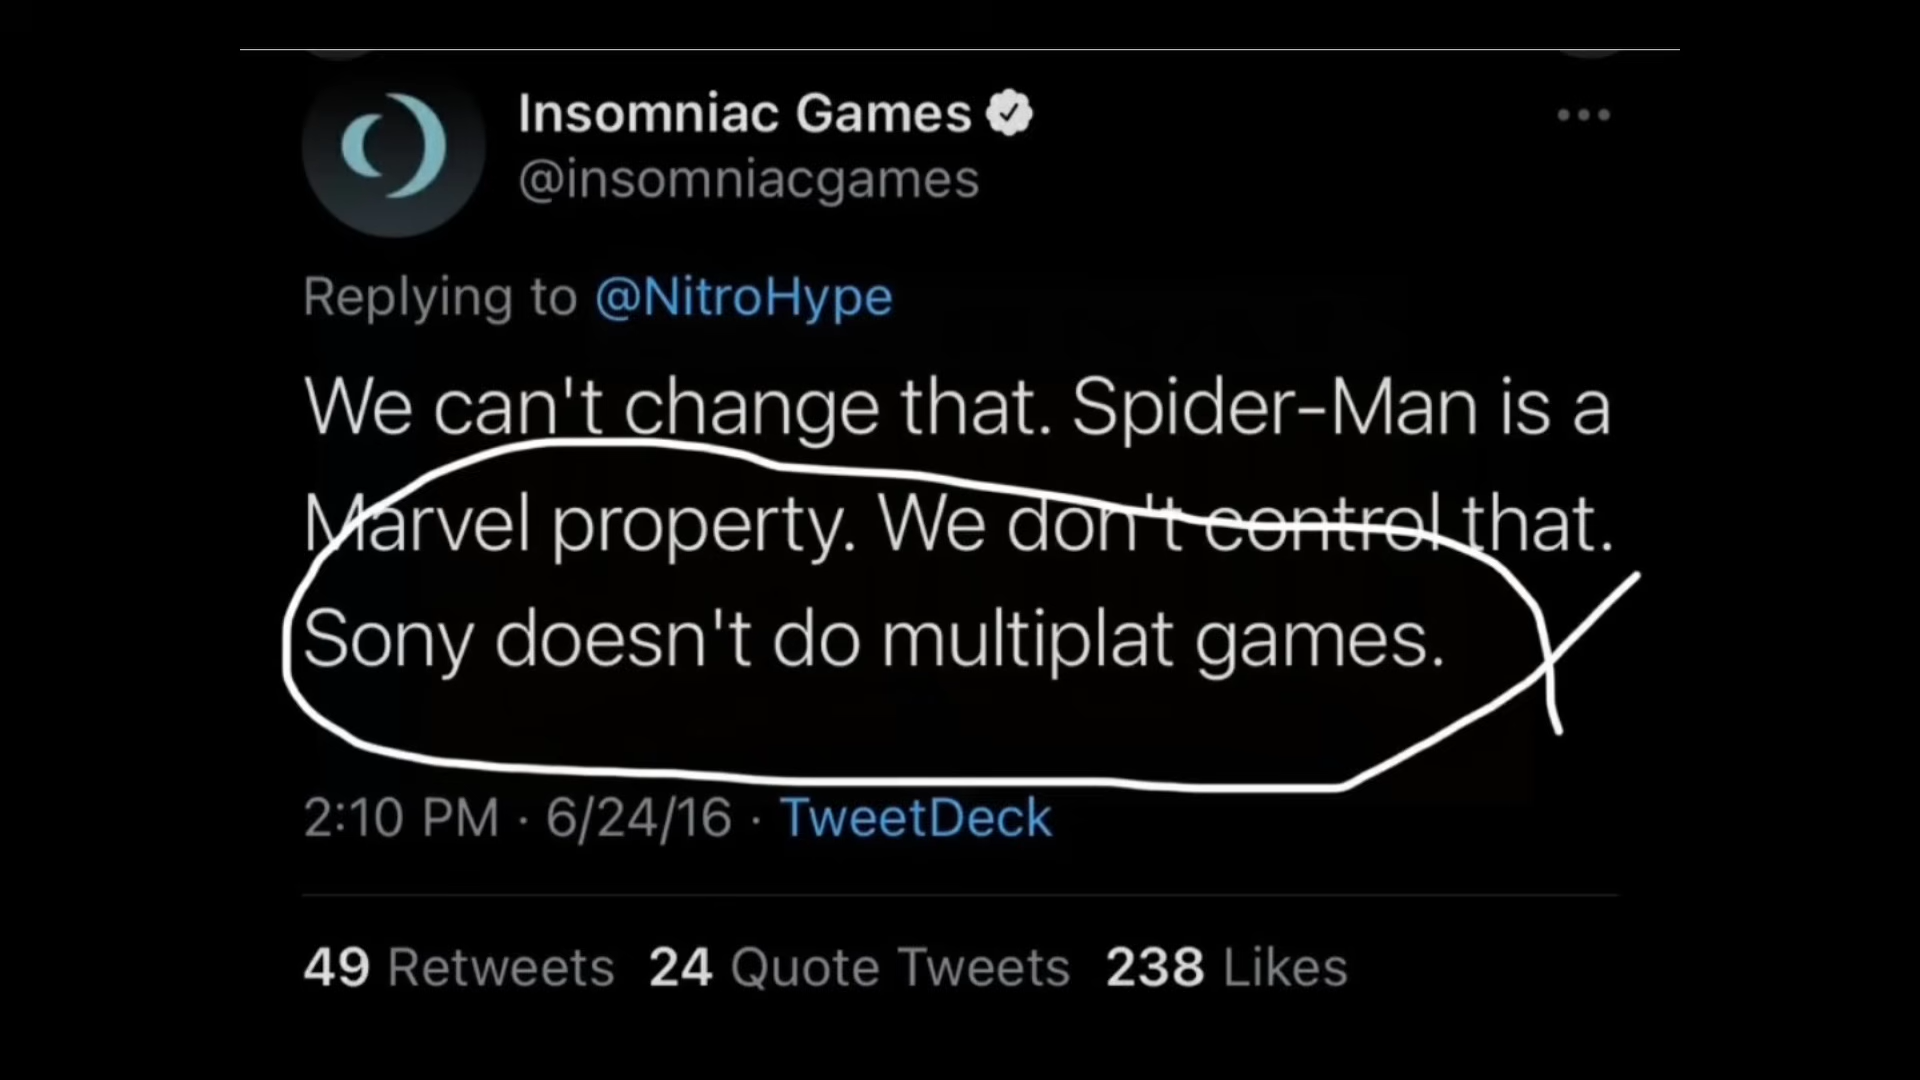 Insomniac Games
@insomniacgames
Replying to @NitroHype
We can't change that. Spider-Man is a
Marvel property. We don't control that.
Sony doesn't do multiplat games.
2:10 PM · 6/24/16 · TweetDeck
49 Retweets 24 Quote Tweets 238 Likes